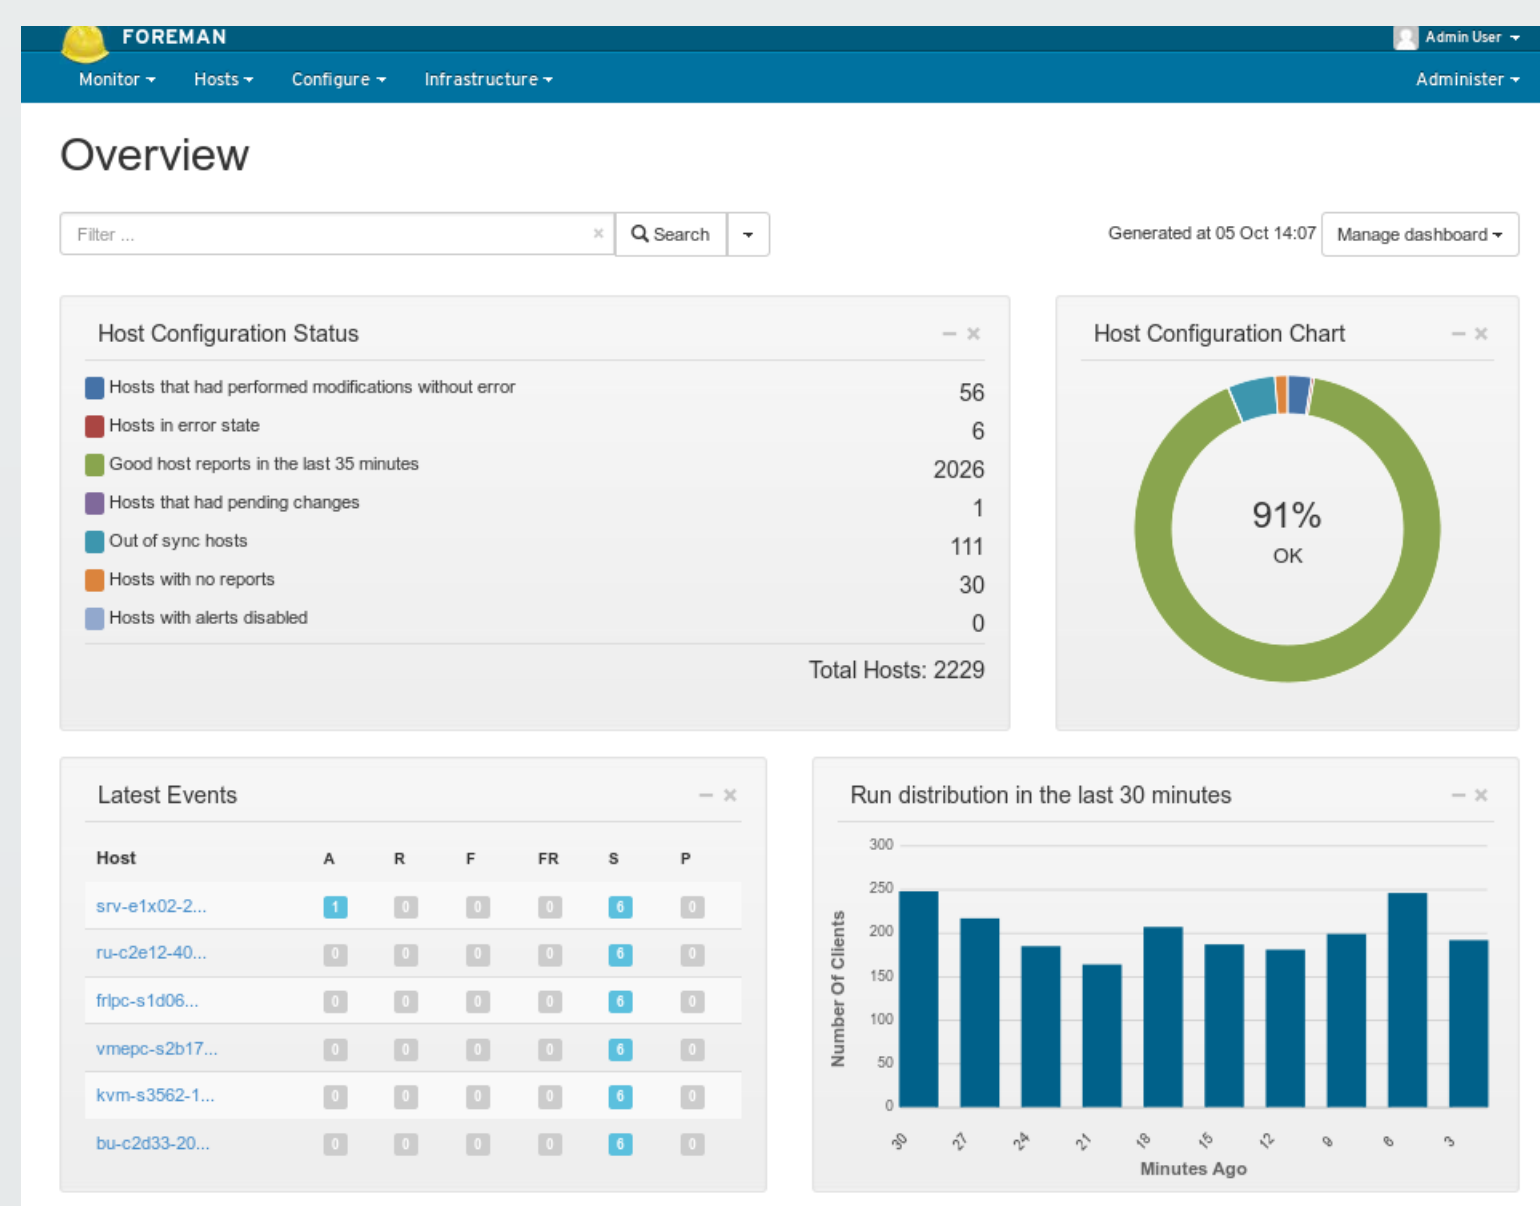 FOREMAN
Admin User
Monitor Hosts Configure Infrastructure Administer
Overview
Filter ... × Search Generated at 05 Oct 14:07 Manage dashboard
Host Configuration Status
Hosts that had performed modifications without error 56
Hosts in error state 6
Good host reports in the last 35 minutes 2026
Hosts that had pending changes 1
Out of sync hosts 111
Hosts with no reports 30
Hosts with alerts disabled 0
Total Hosts: 2229
Host Configuration Chart
91%
OK
Latest Events
Host A R F FR S P
srv-e1x02-2... 1 0 0 0 6 0
ru-c2e12-40... 0 0 0 0 6 0
frlpc-s1d06... 0 0 0 0 6 0
vmepc-s2b17... 0 0 0 0 6 0
kvm-s3562-1... 0 0 0 0 6 0
bu-c2d33-20... 0 0 0 0 6 0
Run distribution in the last 30 minutes
Number Of Clients
300
250
200
150
100
50
0
30 27 24 21 18 15 12 9 6 3
Minutes Ago